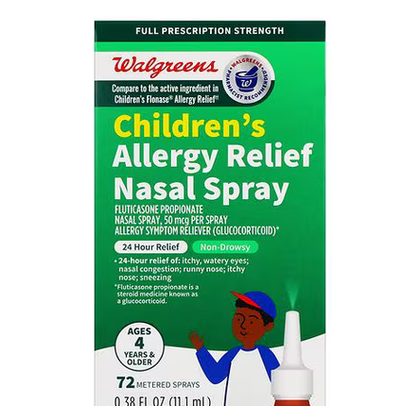 FULL PRESCRIPTION STRENGTH
Walgreens
WALGREENS
PHARMACIST RECOMMENDED
Compare to the active ingredient in
Children's Flonase® Allergy Relief‡
Children's
Allergy Relief
Nasal Spray
FLUTICASONE PROPIONATE
NASAL SPRAY, 50 mcg PER SPRAY
ALLERGY SYMPTOM RELIEVER (GLUCOCORTICOID)*
24 Hour Relief
Non-Drowsy
• 24-hour relief of: itchy, watery eyes;
nasal congestion; runny nose; itchy
nose; sneezing
*Fluticasone propionate is a
steroid medicine known as
a glucocorticoid.
AGES
4
YEARS &
OLDER
72 METERED SPRAYS
0.38 FL OZ (11.1 mL)